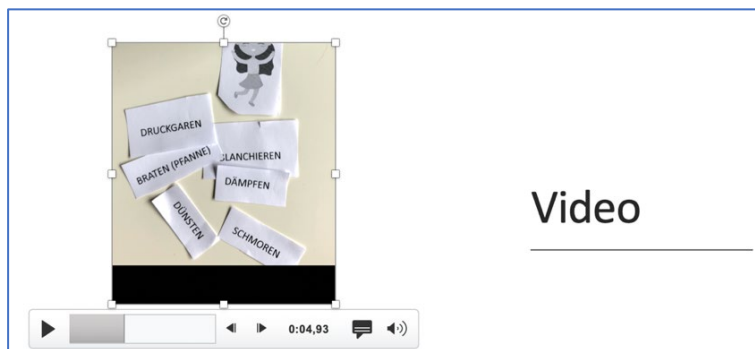 DRUCKGAREN
BLANCHIEREN
BRATEN (PFANNE)
DÄMPFEN
DÜNSTEN
SCHMOREN
Video
0:04,93